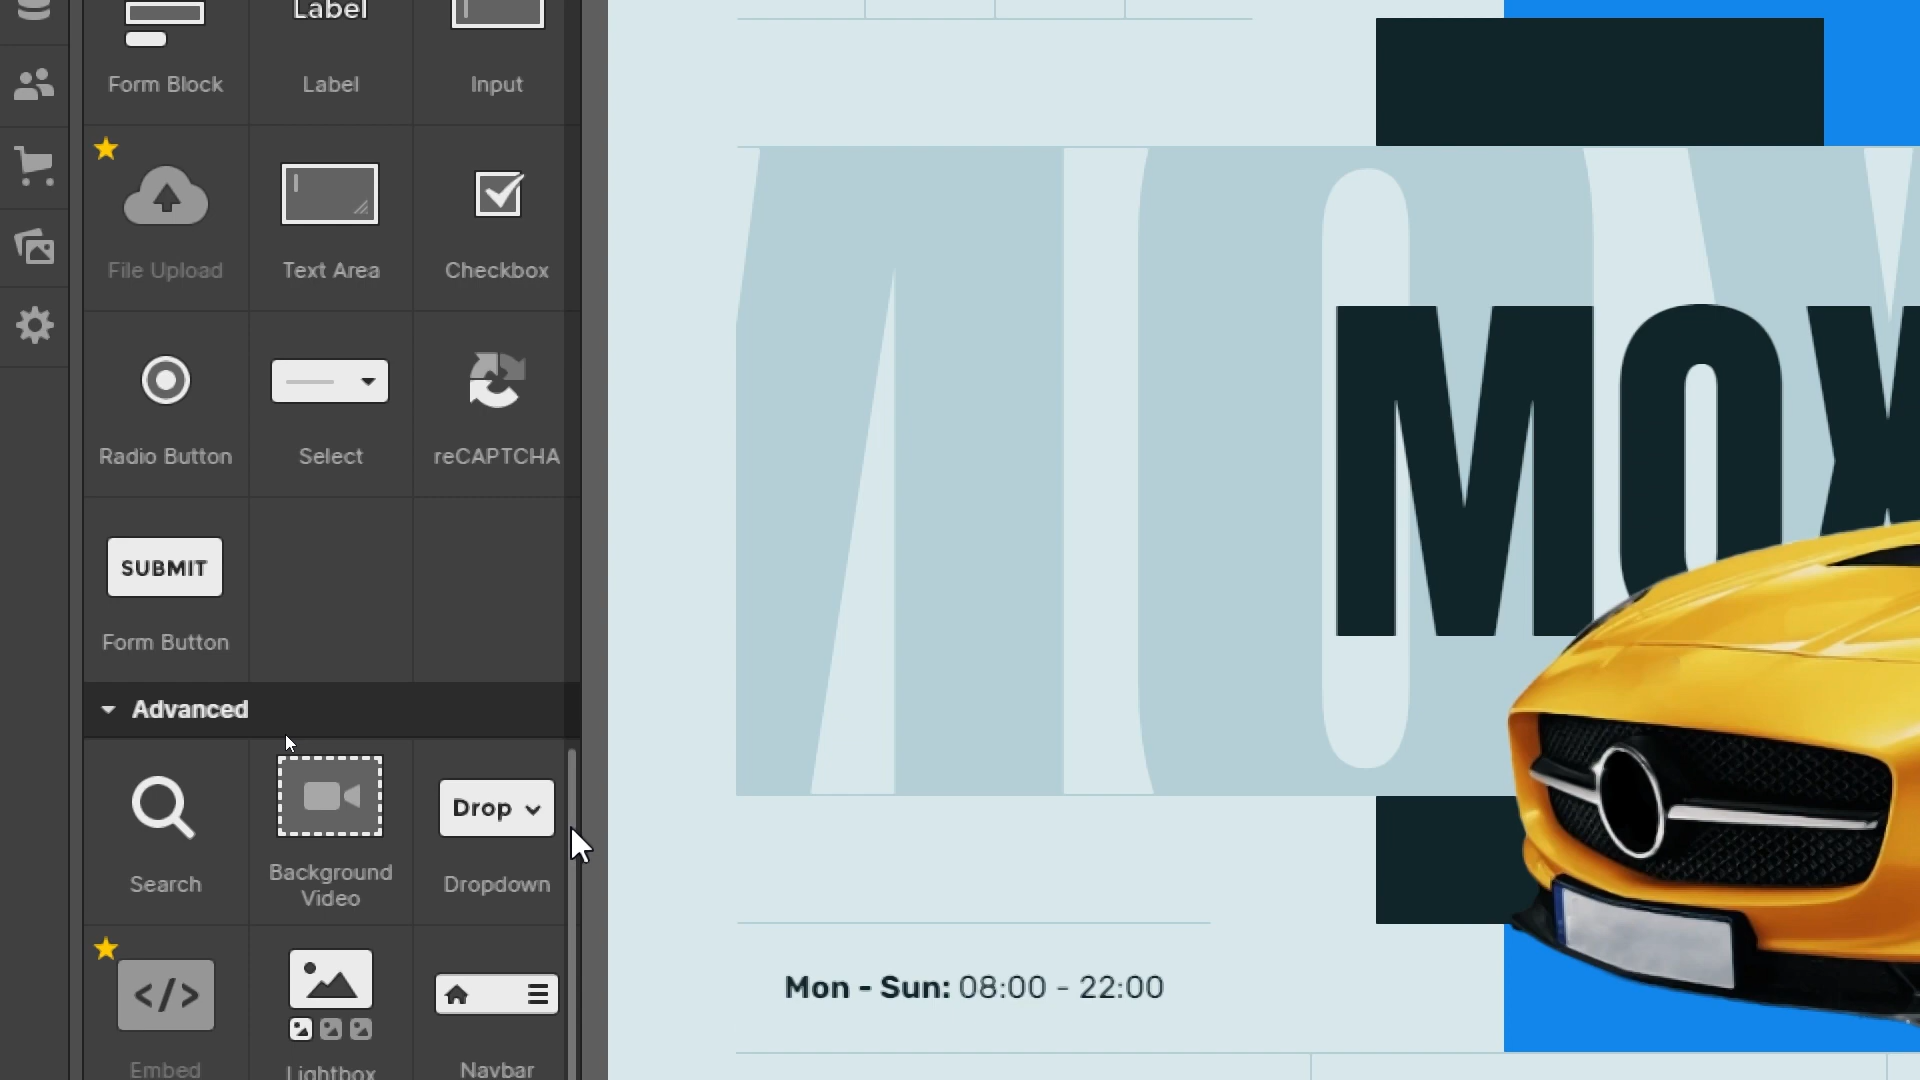 Label
Form Block
Label
Input
File Upload
Text Area
Checkbox
Radio Button
Select
reCAPTCHA
SUBMIT
Form Button
Advanced
Drop
Search
Background
Video
Dropdown
</>
Embed
Lightbox
Navbar
MOX
Mon - Sun: 08:00 - 22:00